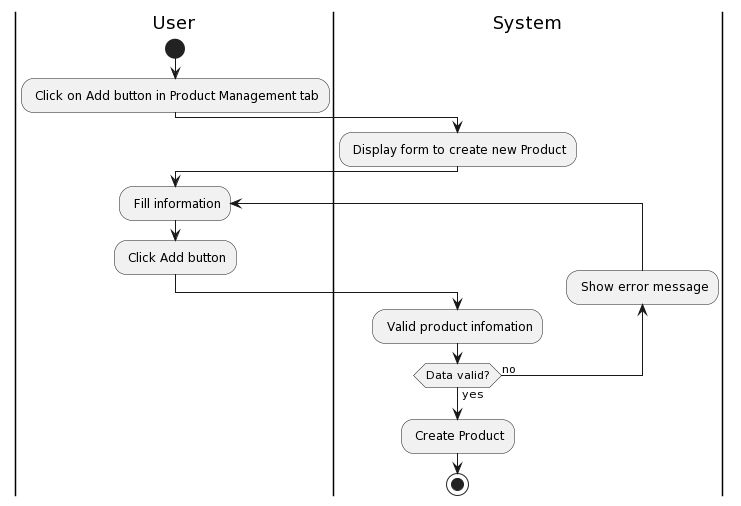 User
System
Click on Add button in Product Management tab
Display form to create new Product
Fill information
Click Add button
Show error message
Valid product infomation
Data valid?
no
yes
Create Product